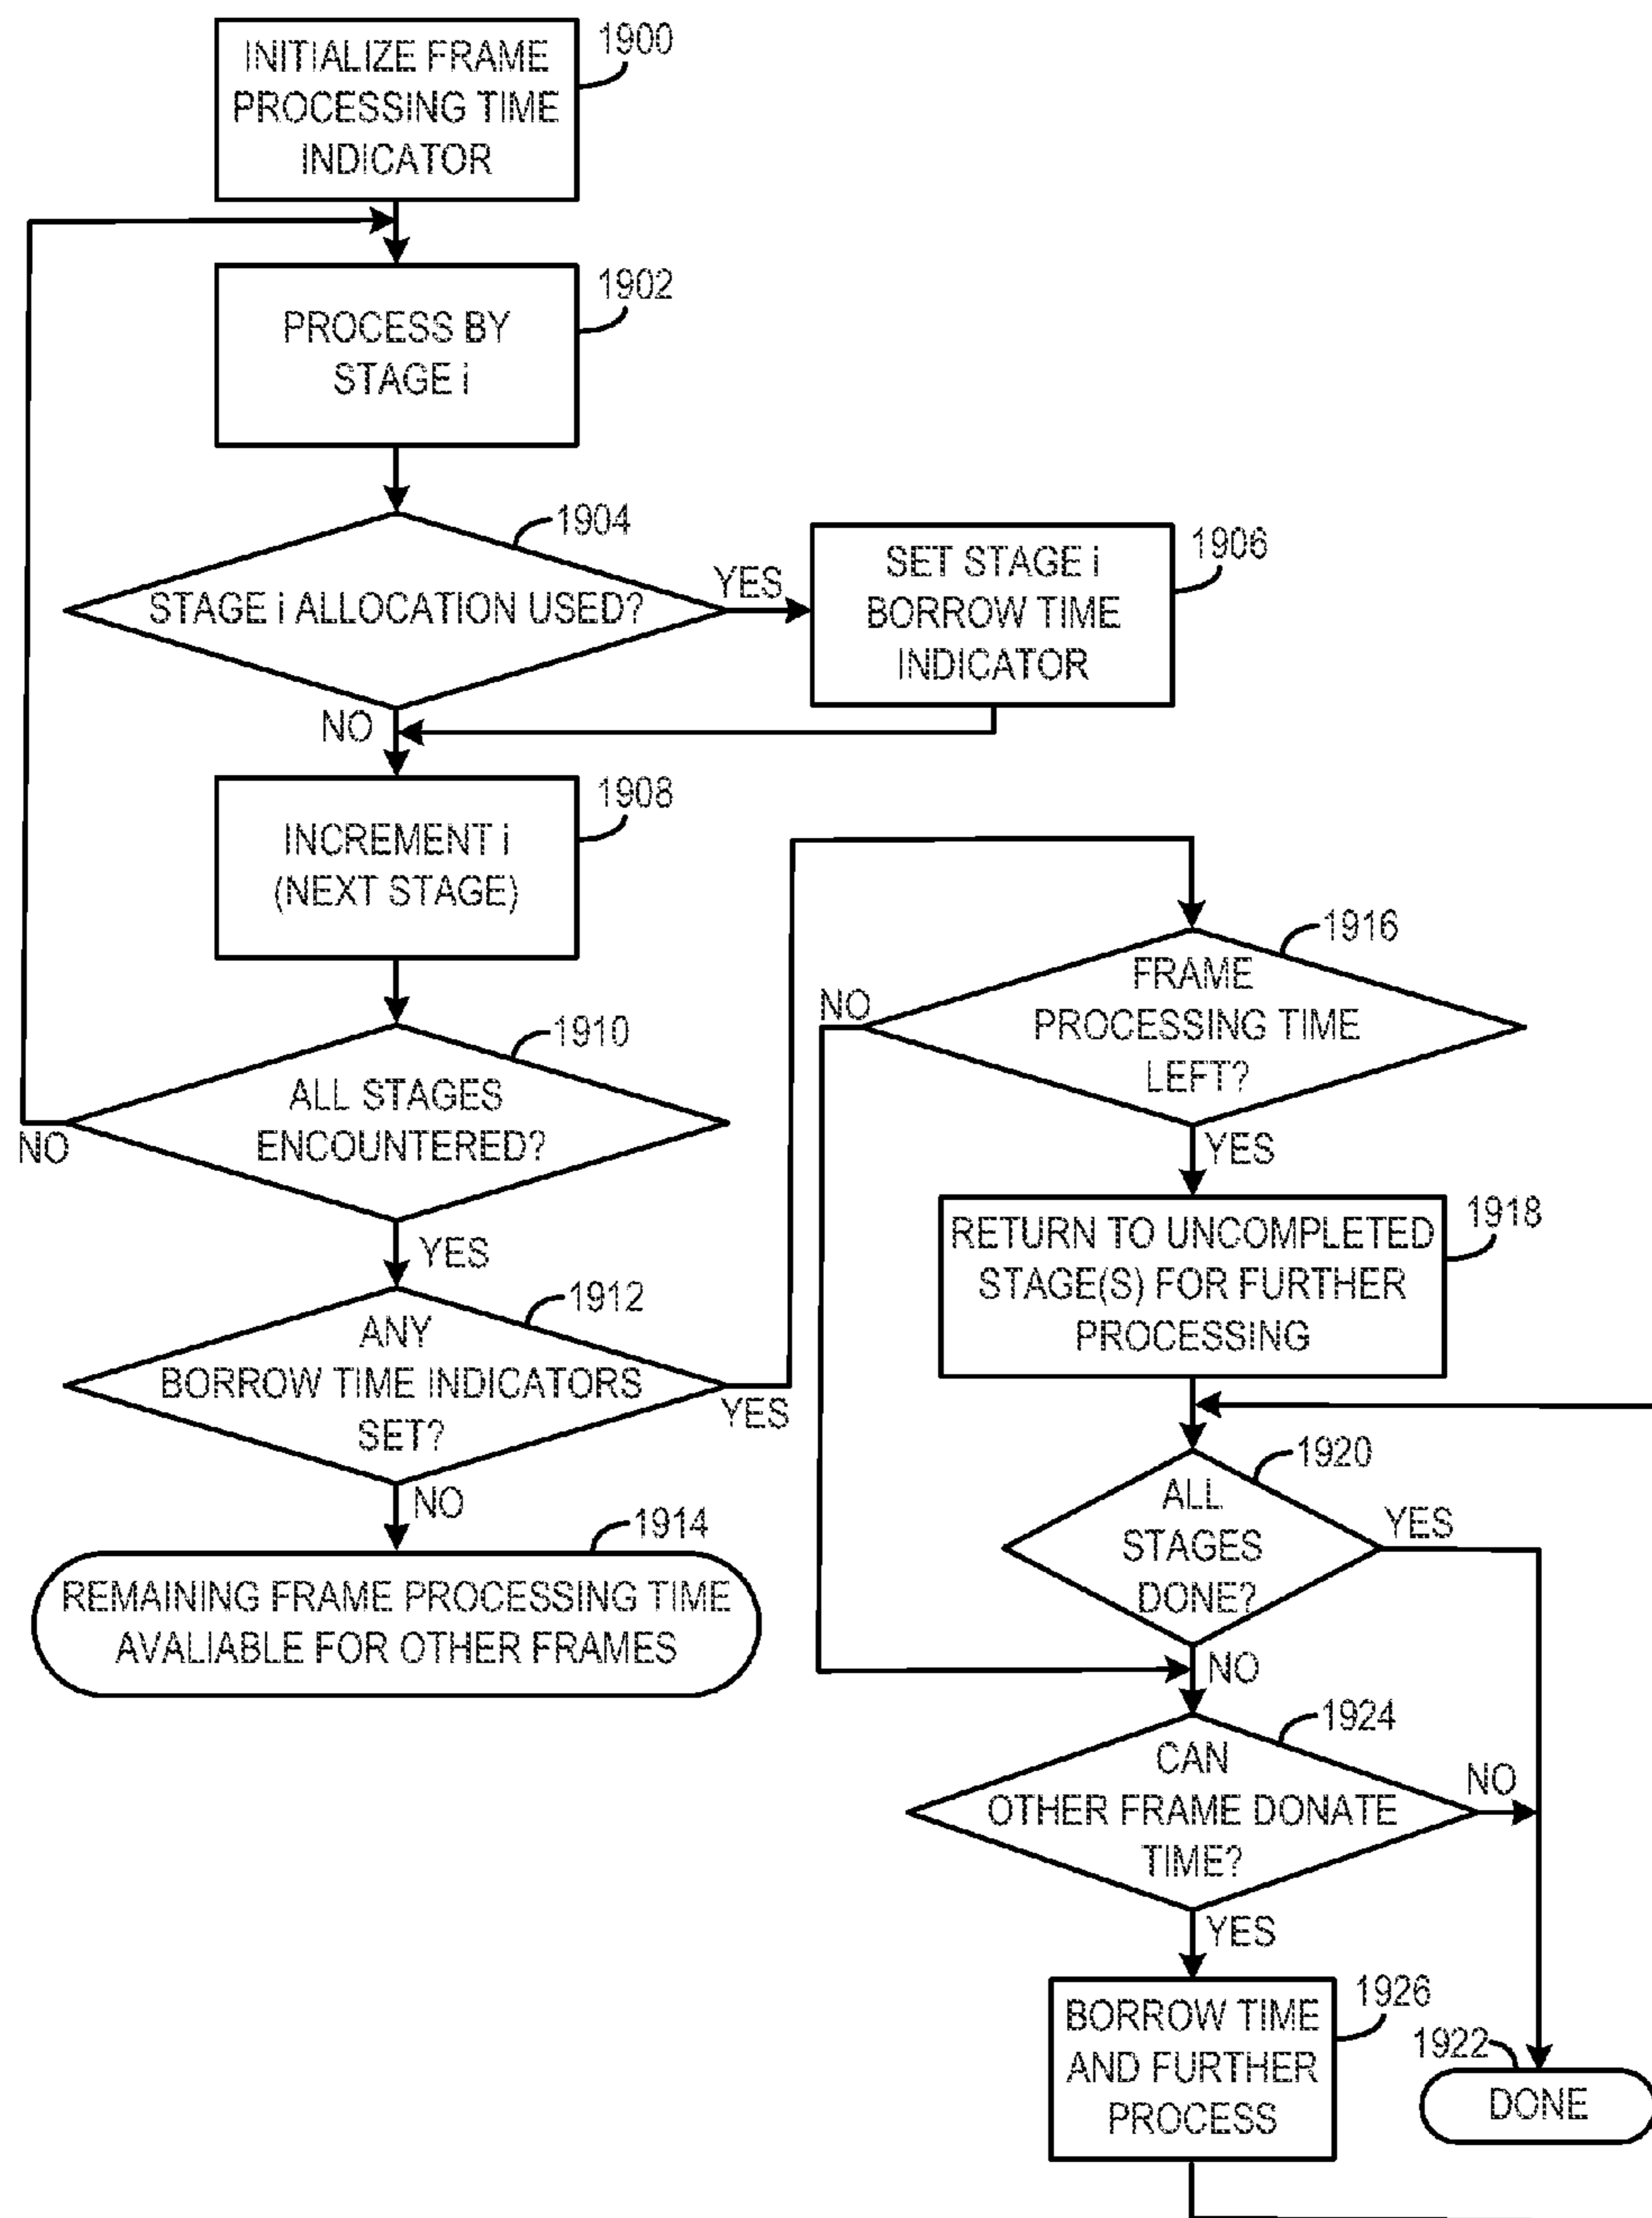 INITIALIZE FRAME
PROCESSING TIME
INDICATOR
1900
PROCESS BY
STAGE i
1902
STAGE i ALLOCATION USED?
1904
YES
NO
SET STAGE i
BORROW TIME
INDICATOR
1906
INCREMENT i
(NEXT STAGE)
1908
ALL STAGES
ENCOUNTERED?
1910
NO
YES
ANY
BORROW TIME INDICATORS
SET?
1912
YES
NO
REMAINING FRAME PROCESSING TIME
AVALIABLE FOR OTHER FRAMES
1914
FRAME
PROCESSING TIME
LEFT?
1916
NO
YES
RETURN TO UNCOMPLETED
STAGE(S) FOR FURTHER
PROCESSING
1918
ALL
STAGES
DONE?
1920
YES
NO
CAN
OTHER FRAME DONATE
TIME?
1924
NO
YES
BORROW TIME
AND FURTHER
PROCESS
1926
1922
DONE